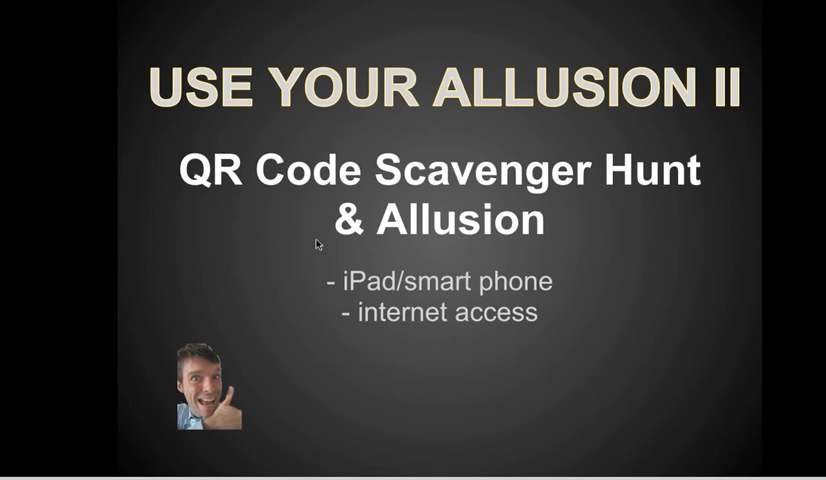 USE YOUR ALLUSION II
QR Code Scavenger Hunt
& Allusion
- iPad/smart phone
- internet access